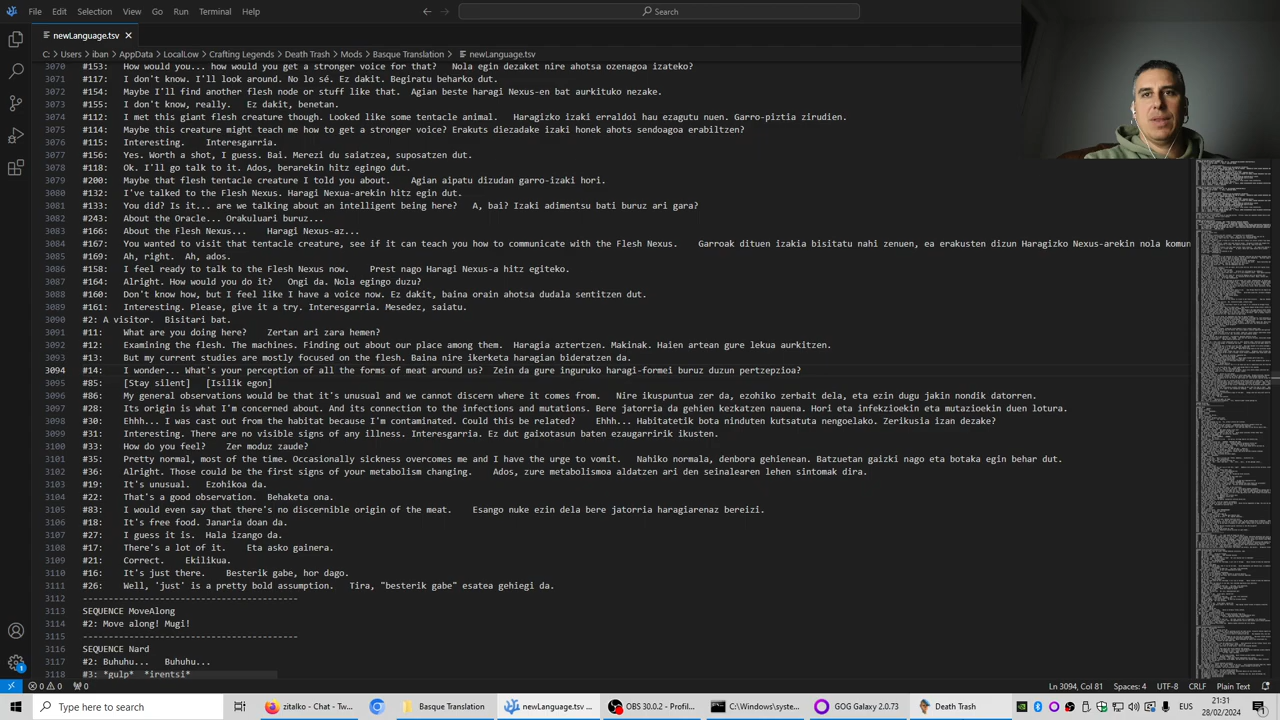 File Edit Selection View Go Run Terminal Help
Search
newLanguage.tsv
C: > Users > iban > AppData > LocalLow > Crafting Legends > Death Trash > Mods > Basque Translation > newLanguage.tsv
3070 #153: How would you... how would you get a stronger voice for that? Nola egin dezaket nire ahotsa ozenagoa izateko?
3071 #117: I don't know. I'll look around. No lo sé. Ez dakit. Begiratu beharko dut.
3072 #154: Maybe I'll find another flesh node or stuff like that. Agian beste haragi Nexus-en bat aurkituko nezake.
3073 #155: I don't know, really. Ez dakit, benetan.
3074 #112: I met this giant flesh creature though. Looked like some tentacle animal. Haragizko izaki erraldoi hau ezagutu nuen. Garro-piztia zirudien.
3075 #114: Maybe this creature might teach me how to get a stronger voice? Erakuts diezadake izaki honek ahots sendoagoa erabiltzen?
3076 #115: Interesting. Interesgarria.
3077 #156: Yes. Worth a shot, I guess. Bai. Merezi du saiatzea, suposatzen dut.
3078 #118: Ok. I'll go talk to it. Ados, berarekin hitz egingo dut.
3079 #200: Maybe that flesh tentacle creature I told you about. Agian aipatu dizudan garro izaki hori.
3080 #132: I've talked to the Flesh Nexus. Haragi Nexua-arekin hitz egin dut.
3081 #133: You did? Is it... are we talking about an intelligent being here? A, bai? Izaki zentsu bati buruz ari gara?
3082 #243: About the Oracle... Orakuluari buruz...
3083 #166: About the Flesh Nexus... Haragi Nexus-az...
3084 #167: You wanted to visit that tentacle creature, see if it can teach you how to communicate with the Flesh Nexus.
3085 #169: Ah, right. Ah, ados.
3086 #158: I feel ready to talk to the Flesh Nexus now. Prest nago Haragi Nexus-a hitz egiteko.
3087 #164: Alright. How would you do it? Ongi da. Nola egingo duzu?
3088 #160: Don't know how, but I feel like I have a voice now. Ez dakit, baina orain ahotsa dudela sentitzen dut.
3089 #161: Interesting. Please, give it a try. Interesgarria. Mesedez, saiatu.
3090 #2: A visitor. Bisitari bat.
3091 #11: What are you doing here? Zertan ari zara hemen?
3092 #12: Examining the flesh. The machines. Finding out about our place among them. Haragia aztertzen. Makinak. Haien artean gure lekua aurkitzen.
3093 #13: But my current studies are mostly focused on flesh. Baina nire ikerketa haragian lideratzen da.
3094 #14: I wonder... What's your perception of all the forms of meat around us? Zein da gure inguruko haragi formei buruz duzun pertzepzioa?
3095 #85: [stay silent] [Isilik egon]
3096 #86: My general observations would be that it's unusual and we cannot discern where it came from. Nire ikuspuntua hau da, ezohikoa da, eta ezin dugu jakin nondik datorren.
3097 #28: Its origin is what I'm concerned about. And its connection to the infections and mutations. Bere jatorria da gehien kezkatzen nauena. Hori eta infekzioekin eta mutazioekin duen lotura.
3098 #30: Ehhh... I was cast out from the habitat because I'm contaminated. Could this be related? Eeehh... Habitatetik bota ninduten kutsatuta nengoelako. Zerikusia izan dezake?
3099 #31: Interesting. There are no visible signs of any illness. Interesgarria. Ez dut gaixotasun baten ezaugarririk ikusten.
3100 #33: How do you feel? Zer moduz zaude?
3101 #35: Pretty normal, most of the time. Occasionally sickness overcomes me and I have the urge to vomit. Nahiko normala, denbora gehiena. Batzuetan gaizki nago eta botaka egin behar dut.
3102 #36: Alright. Those could be the first signs of your metabolism changing. Ados, zure metabolismoa aldatzen ari den seinalearen lehen sintomak dira.
3103 #19: It's unusual. Ezohikoa da.
3104 #22: That's a good observation. Behaketa ona.
3105 #83: I would even say that there's no discernible origin of the meat. Esango nuke ezin dela bere jatorria haragian oso ondo bereizi.
3106 #18: It's free food. Janaria doan da.
3107 #27: I guess it is. Hala izango da.
3108 #17: There's a lot of it. Eta asko gainera.
3109 #21: Correct. Ekilikua.
3110 #16: It's just there. Besterik gabe, hor dago.
3111 #26: Well, 'just' is a pretty bold assumption. Tira, besterik gabe esatea gehitxo da.
3112 ----------------------------------------
3113 SEQUENCE MoveAlong
3114 #2: Move along! Mugi!
3115 ----------------------------------------
3116 SEQUENCE Nard
3117 #2: Buhuhu... Buhuhu...
3118 #3: *gulp* *irentsi*
0 0 0 Ln 3094, Col 81 Spaces: 4 UTF-8 CRLF Plain Text
Type here to search
zitalko - Chat - Tw...
Basque Translation
newLanguage.tsv ...
OBS 30.0.2 - Profil...
C:\Windows\syste...
GOG Galaxy 2.0.73
Death Trash
EUS
21:31
28/02/2024